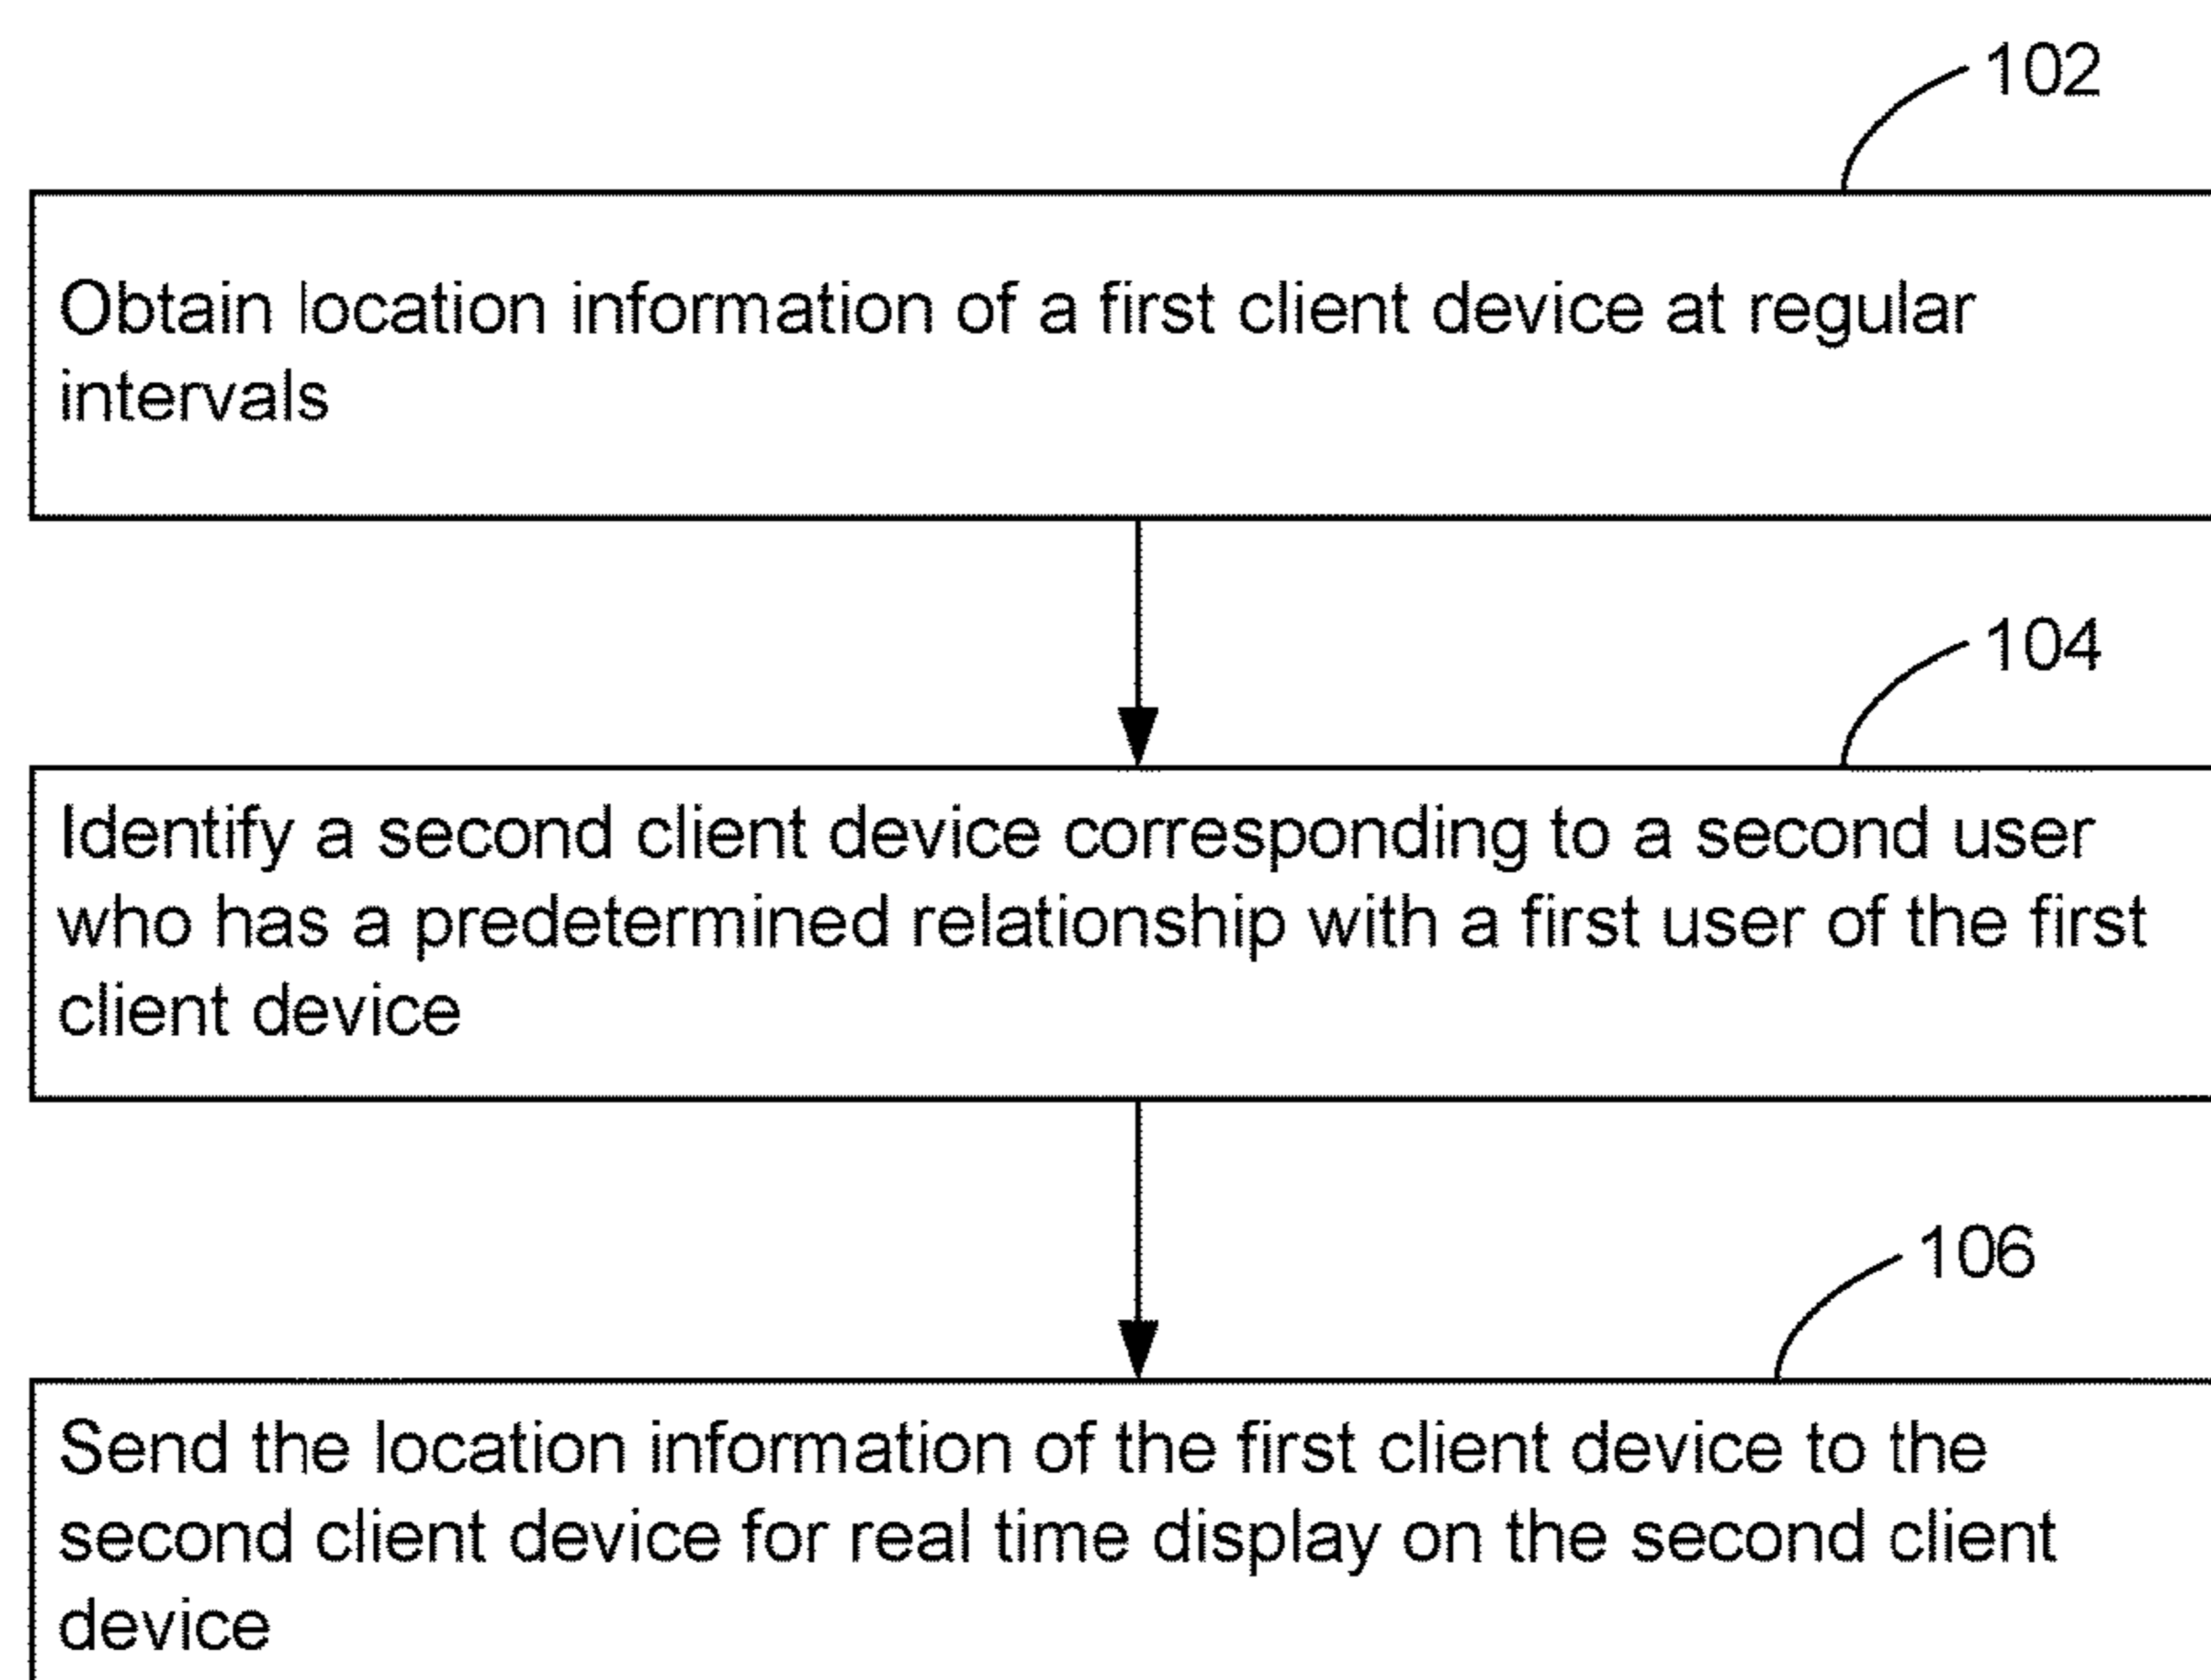 102
Obtain location information of a first client device at regular
intervals
104
Identify a second client device corresponding to a second user
who has a predetermined relationship with a first user of the first
client device
106
Send the location information of the first client device to the
second client device for real time display on the second client
device